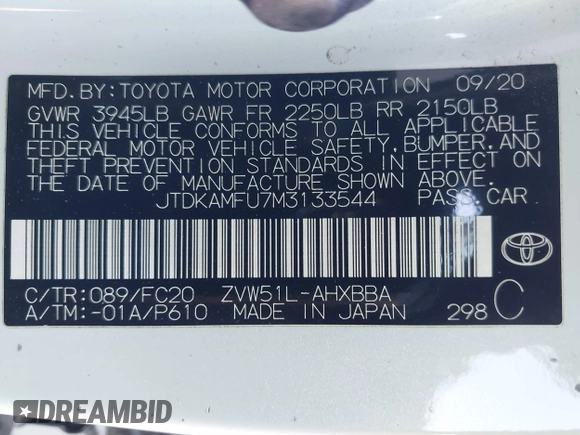 MFD.BY:TOYOTA MOTOR CORPORATION 09/20
GVWR 3945LB GAWR FR 2250LB RR 2150LB
THIS VEHICLE CONFORMS TO ALL APPLICABLE
FEDERAL MOTOR VEHICLE SAFETY,BUMPER,AND
THEFT PREVENTION STANDARDS IN EFFECT ON
THE DATE OF MANUFACTURE SHOWN ABOVE.
JTDKAMFU7M3133544 PASS.CAR
C/TR:089/FC20 ZVW51L-AHXBBA
A/TM:-01A/P610 MADE IN JAPAN 298 C
TOYOTA
DREAMBID